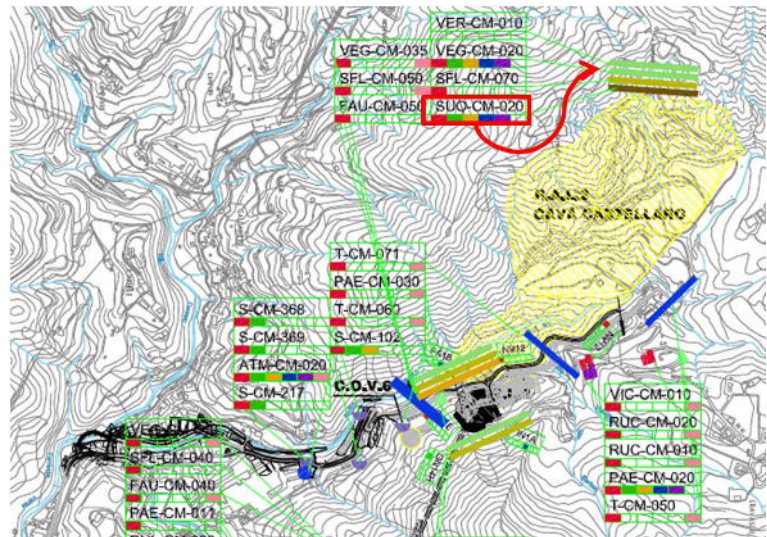 VER-CM-010
VEG-CM-035 VEG-CM-020
SFL-CM-050 SFL-CM-070
FAU-CM-050 SUO-CM-020
CAVA CASTELLARO
T-CM-071
PAE-CM-030
S-CM-368 T-CM-060
S-CM-369 S-CM-102
ATM-CM-020
C.O.V.6
S-CM-217
VIC-CM-010
RUC-CM-020
SFL-CM-040
RUC-CM-010
FAU-CM-040
PAE-CM-020
PAE-CM-011
T-CM-050